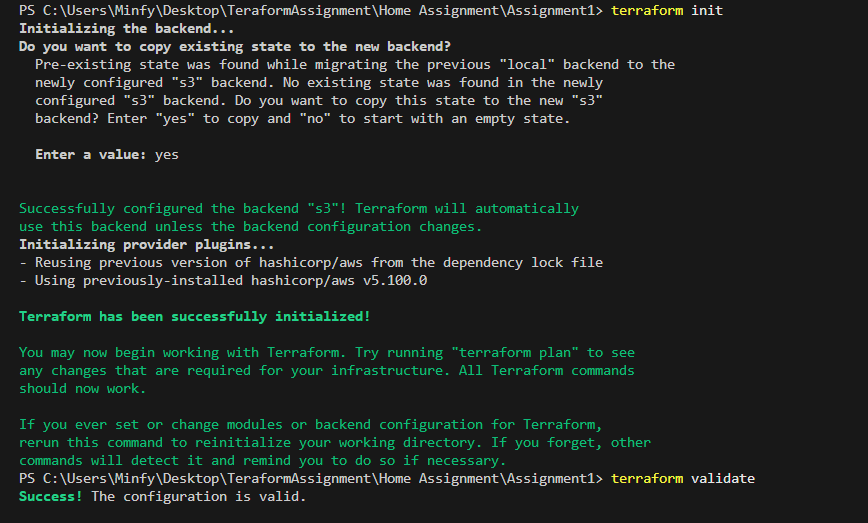 PS C:\Users\Minfy\Desktop\TeraformAssignment\Home Assignment\Assignment1> terraform init
Initializing the backend...
Do you want to copy existing state to the new backend?
Pre-existing state was found while migrating the previous "local" backend to the
newly configured "s3" backend. No existing state was found in the newly
configured "s3" backend. Do you want to copy this state to the new "s3"
backend? Enter "yes" to copy and "no" to start with an empty state.
Enter a value: yes
Successfully configured the backend "s3"! Terraform will automatically
use this backend unless the backend configuration changes.
Initializing provider plugins...
- Reusing previous version of hashicorp/aws from the dependency lock file
- Using previously-installed hashicorp/aws v5.100.0
Terraform has been successfully initialized!
You may now begin working with Terraform. Try running "terraform plan" to see
any changes that are required for your infrastructure. All Terraform commands
should now work.
If you ever set or change modules or backend configuration for Terraform,
rerun this command to reinitialize your working directory. If you forget, other
commands will detect it and remind you to do so if necessary.
PS C:\Users\Minfy\Desktop\TeraformAssignment\Home Assignment\Assignment1> terraform validate
Success! The configuration is valid.